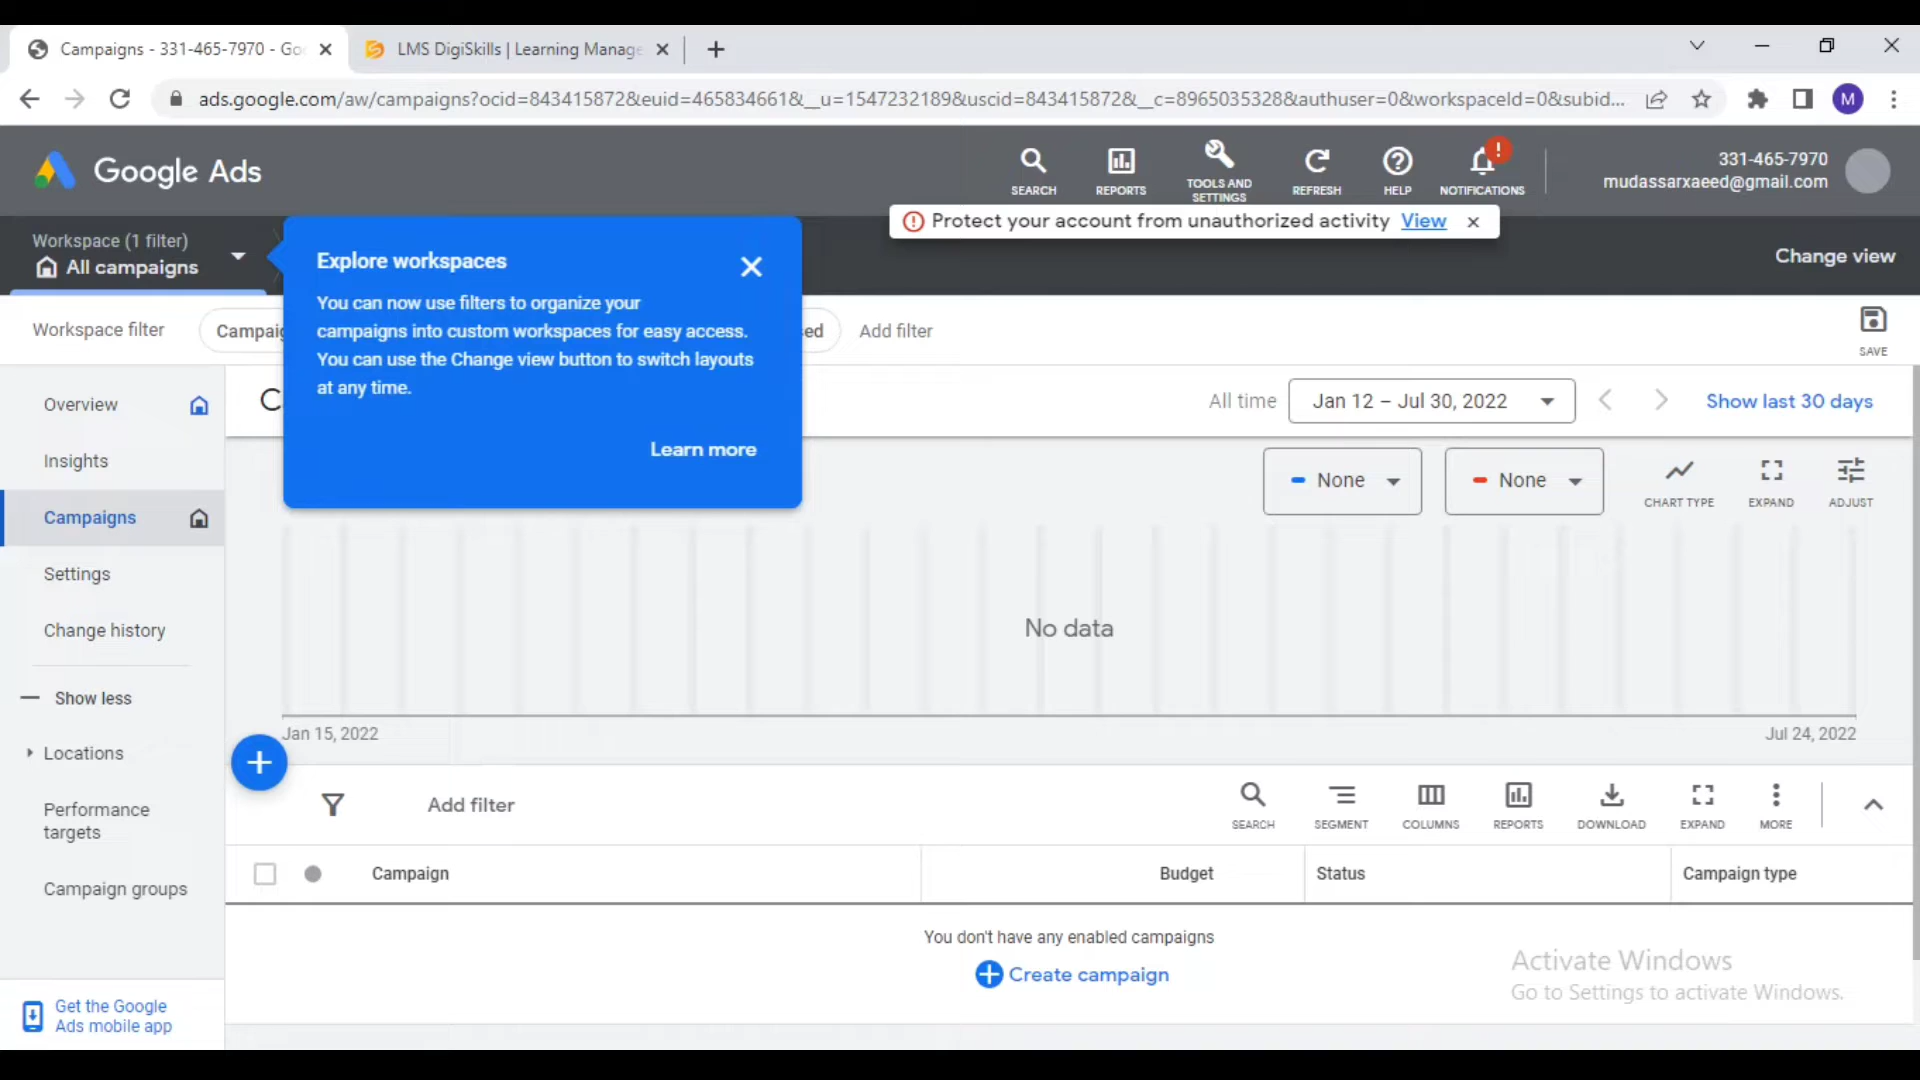 Campaigns - 331-465-7970 - Go
LMS DigiSkills | Learning Manage
ads.google.com/aw/campaigns?ocid=843415872&euid=465834661&__u=1547232189&uscid=843415872&__c=8965035328&authuser=0&workspaceId=0&subid...
M
Google Ads
SEARCH
REPORTS
TOOLS AND
SETTINGS
REFRESH
HELP
NOTIFICATIONS
331-465-7970
mudassarxaeed@gmail.com
Protect your account from unauthorized activity View
Workspace (1 filter)
All campaigns
Change view
Explore workspaces
You can now use filters to organize your
campaigns into custom workspaces for easy access.
You can use the Change view button to switch layouts
at any time.
Learn more
Workspace filter
Campaig
ed
Add filter
SAVE
Overview
Insights
Campaigns
Settings
Change history
Show less
Locations
Performance
targets
Campaign groups
Get the Google
Ads mobile app
C
All time
Jan 12 – Jul 30, 2022
Show last 30 days
None
None
CHART TYPE
EXPAND
ADJUST
No data
Jan 15, 2022
Jul 24, 2022
Add filter
SEARCH
SEGMENT
COLUMNS
REPORTS
DOWNLOAD
EXPAND
MORE
Campaign
Budget
Status
Campaign type
You don't have any enabled campaigns
Create campaign
Activate Windows
Go to Settings to activate Windows.